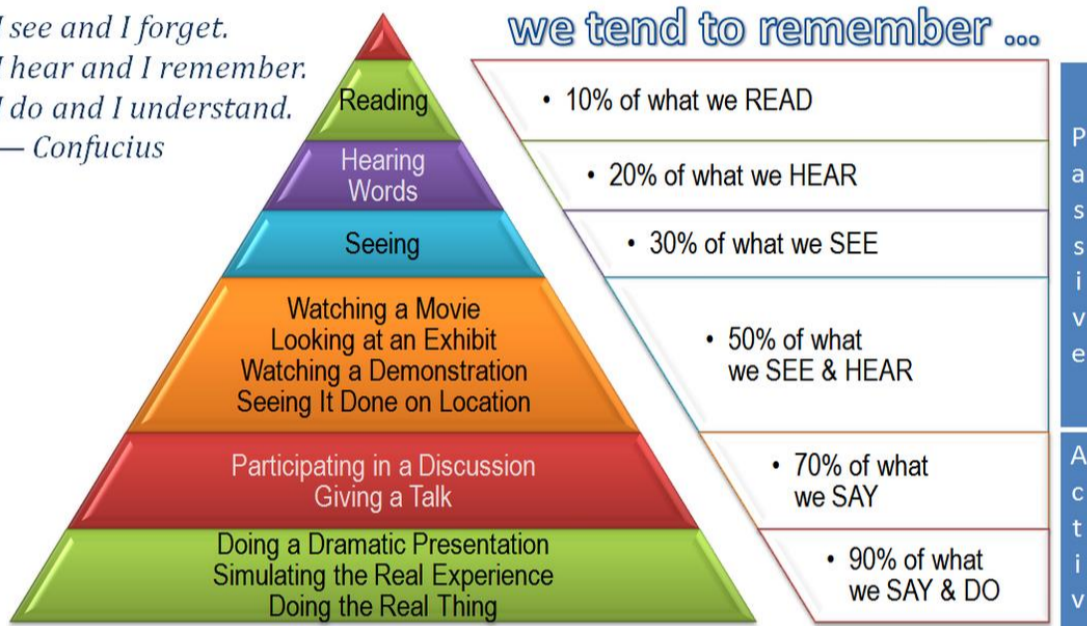 I see and I forget.
I hear and I remember.
I do and I understand.
— Confucius
we tend to remember ...
Reading
Hearing
Words
Seeing
Watching a Movie
Looking at an Exhibit
Watching a Demonstration
Seeing It Done on Location
Participating in a Discussion
Giving a Talk
Doing a Dramatic Presentation
Simulating the Real Experience
Doing the Real Thing
• 10% of what we READ
• 20% of what we HEAR
• 30% of what we SEE
• 50% of what
we SEE & HEAR
• 70% of what
we SAY
• 90% of what
we SAY & DO
Passive
Activ